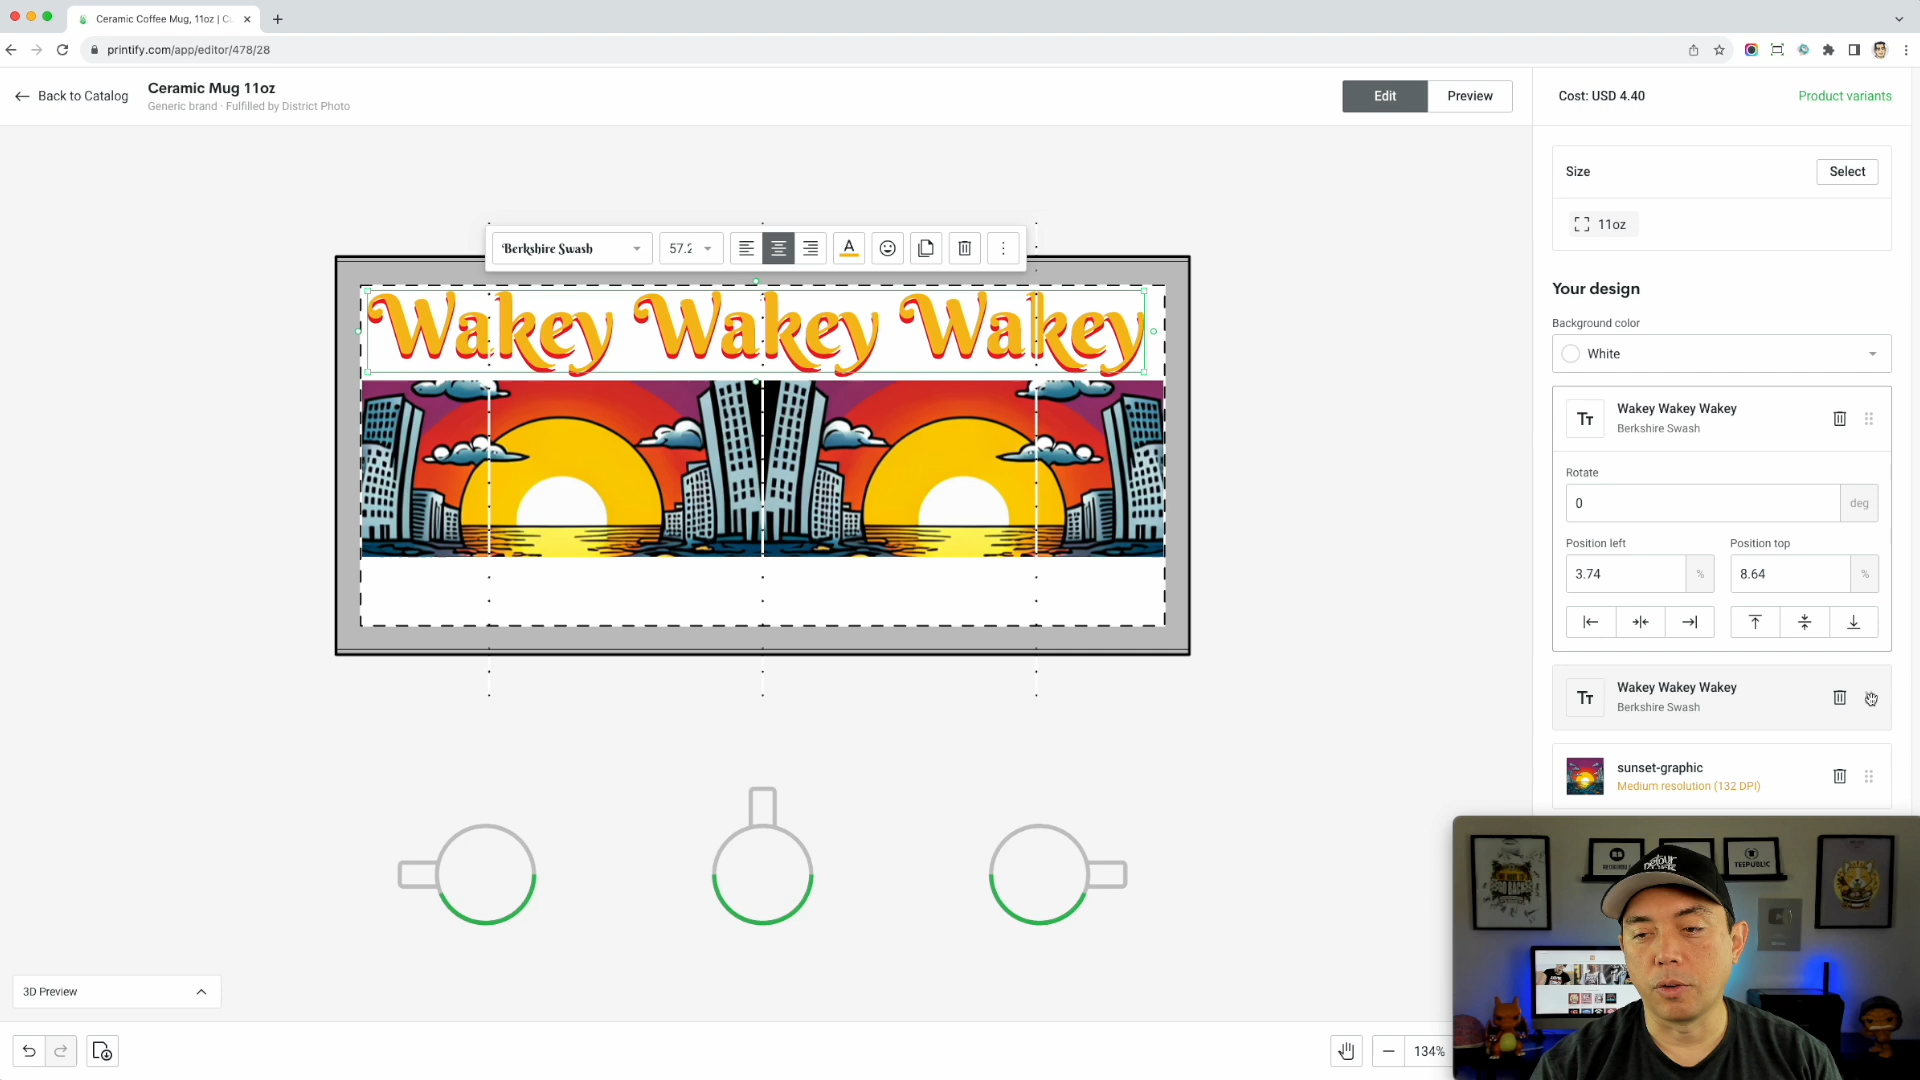 Ceramic Coffee Mug, 11oz | C
printify.com/app/editor/478/28
Back to Catalog
Ceramic Mug 11oz
Generic brand · Fulfilled by District Photo
Edit
Preview
Cost: USD 4.40
Product variants
Size
Select
11oz
Berkshire Swash
57.2
A
Wakey Wakey Wakey
Your design
Background color
White
Tт
Wakey Wakey Wakey
Berkshire Swash
Rotate
0
deg
Position left
Position top
3.74
%
8.64
%
Tт
Wakey Wakey Wakey
Berkshire Swash
sunset-graphic
Medium resolution (132 DPI)
TEEPUBLIC
3D Preview
134%